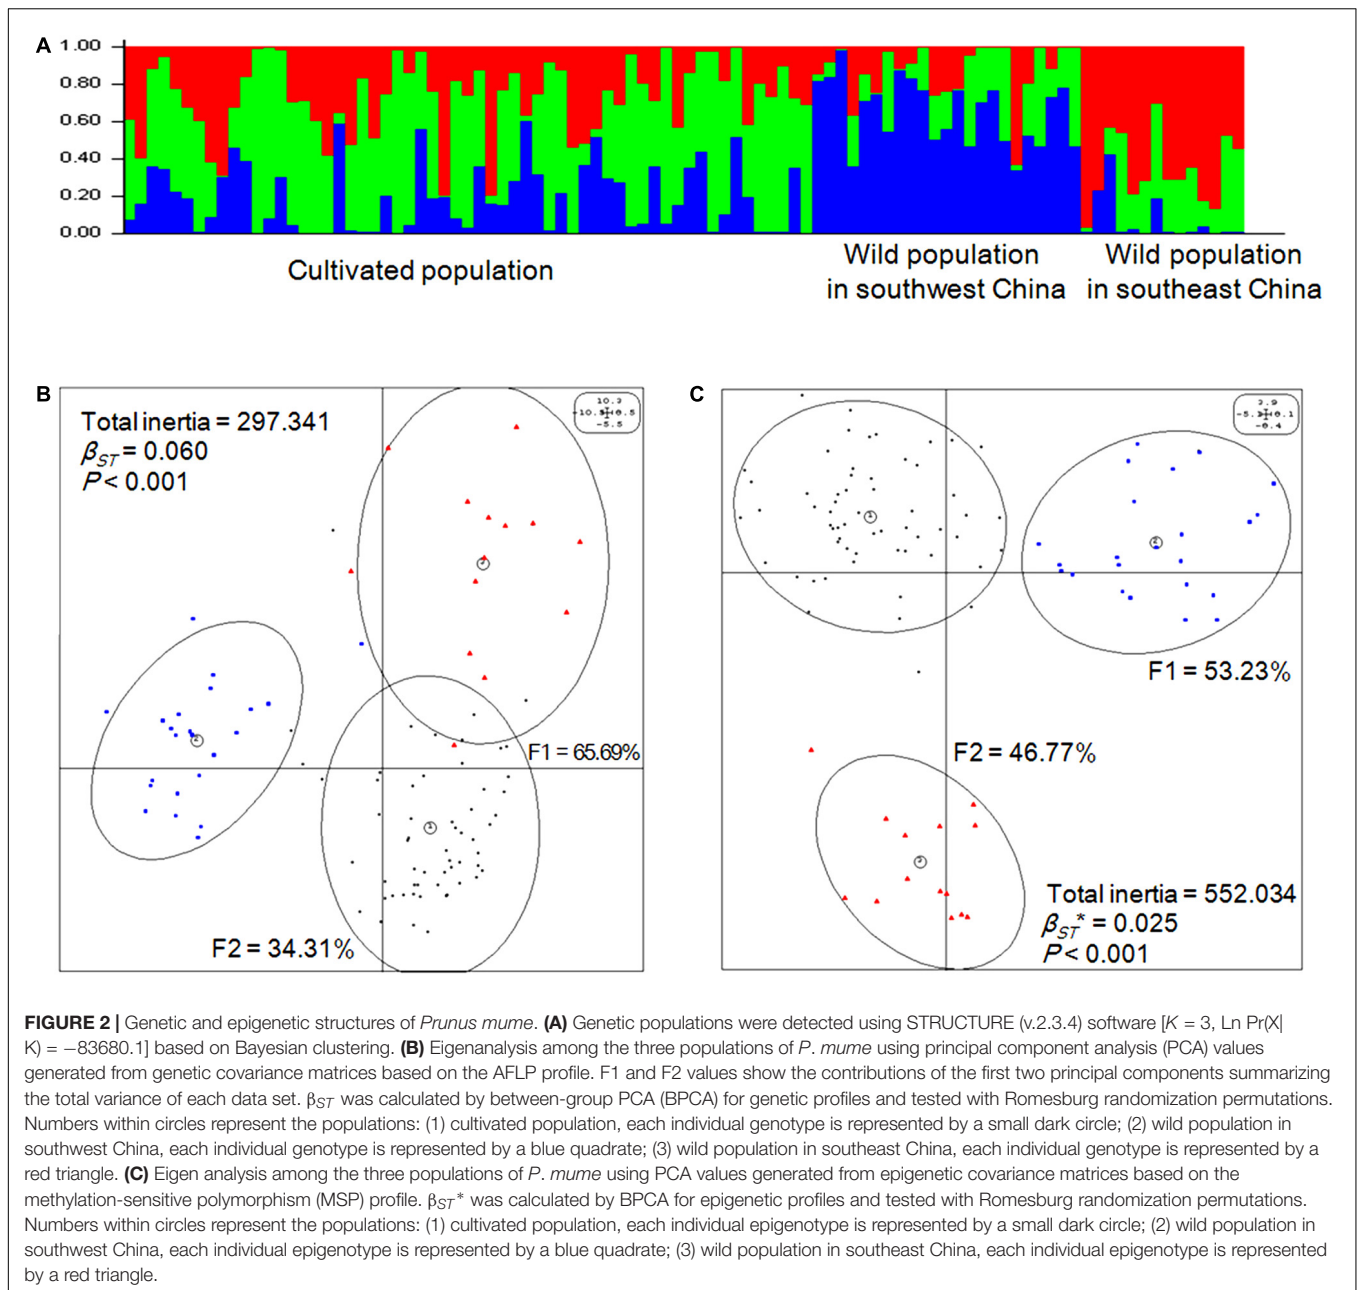 A
1.00
0.80
0.60
0.40
0.20
0.00
Cultivated population
Wild population
in southwest China
Wild population
in southeast China
B
Total inertia = 297.341
βST = 0.060
P < 0.001
10.3
-5.5
3
2
1
F1 = 65.69%
F2 = 34.31%
C
3.9
-6.4
1
2
3
F1 = 53.23%
F2 = 46.77%
Total inertia = 552.034
βST* = 0.025
P < 0.001
FIGURE 2 | Genetic and epigenetic structures of Prunus mume. (A) Genetic populations were detected using STRUCTURE (v.2.3.4) software [K = 3, Ln Pr(X|
K) = −83680.1] based on Bayesian clustering. (B) Eigenanalysis among the three populations of P. mume using principal component analysis (PCA) values
generated from genetic covariance matrices based on the AFLP profile. F1 and F2 values show the contributions of the first two principal components summarizing
the total variance of each data set. βST was calculated by between-group PCA (BPCA) for genetic profiles and tested with Romesburg randomization permutations.
Numbers within circles represent the populations: (1) cultivated population, each individual genotype is represented by a small dark circle; (2) wild population in
southwest China, each individual genotype is represented by a blue quadrate; (3) wild population in southeast China, each individual genotype is represented by a
red triangle. (C) Eigen analysis among the three populations of P. mume using PCA values generated from epigenetic covariance matrices based on the
methylation-sensitive polymorphism (MSP) profile. βST* was calculated by BPCA for epigenetic profiles and tested with Romesburg randomization permutations.
Numbers within circles represent the populations: (1) cultivated population, each individual epigenotype is represented by a small dark circle; (2) wild population in
southwest China, each individual epigenotype is represented by a blue quadrate; (3) wild population in southeast China, each individual epigenotype is represented
by a red triangle.